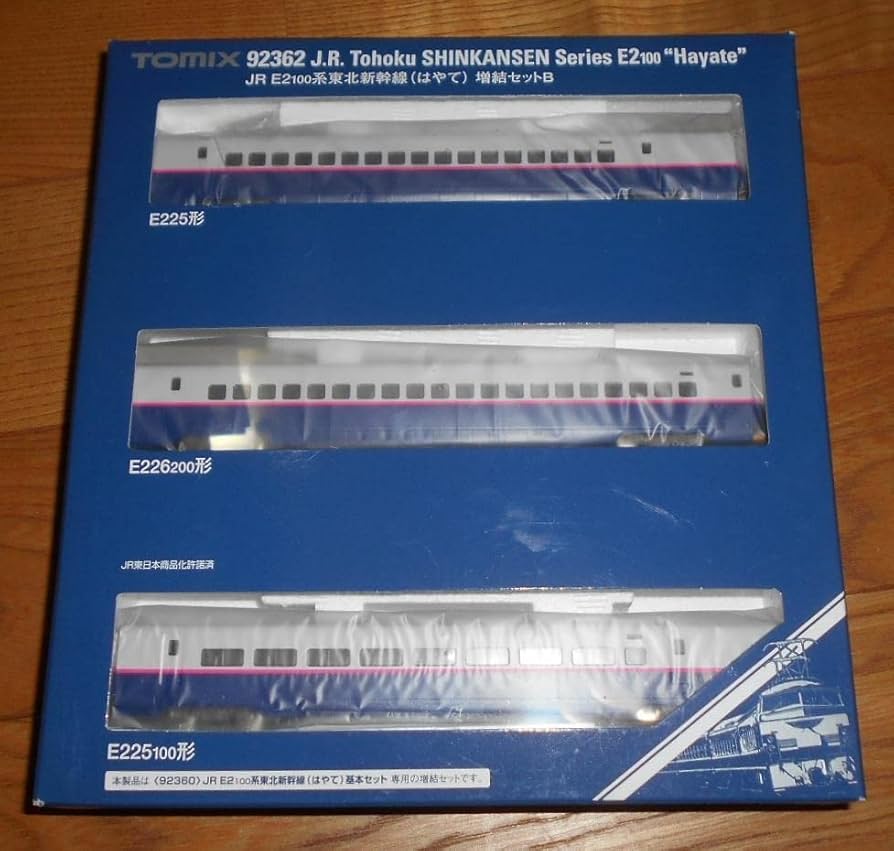 TOMIX 92362 J.R. Tohoku SHINKANSEN Series E2100 "Hayate"
JR E2100系東北新幹線(はやて) 増結セットB
E225形
E226200形
JR東日本商品化許諾済
E225100形
本製品は〈92360〉JR E2100系東北新幹線(はやて)基本セット 専用の増結セットです。